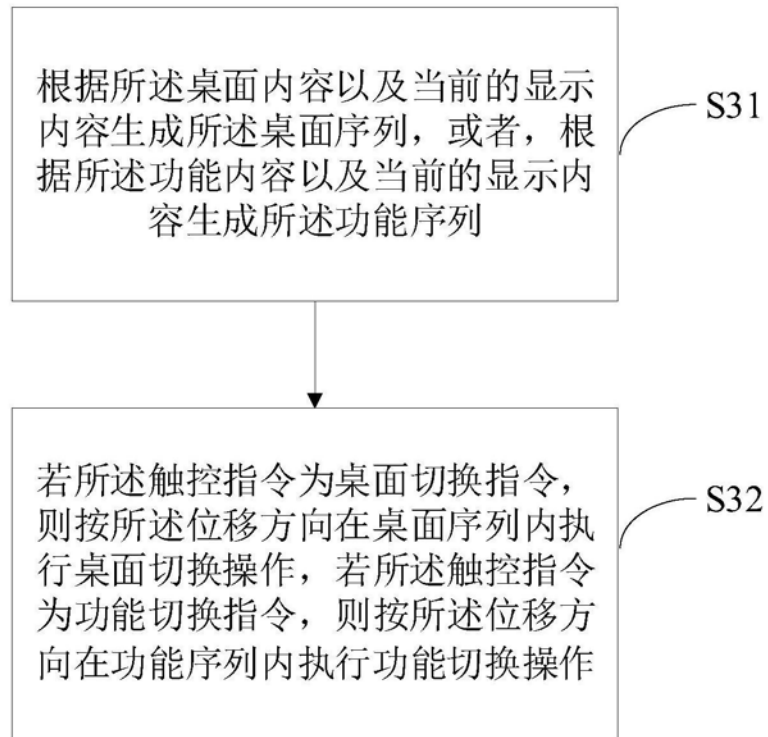 根据所述桌面内容以及当前的显示
内容生成所述桌面序列，或者，根
据所述功能内容以及当前的显示内
容生成所述功能序列
S31
若所述触控指令为桌面切换指令，
则按所述位移方向在桌面序列内执
行桌面切换操作，若所述触控指令
为功能切换指令，则按所述位移方
向在功能序列内执行功能切换操作
S32